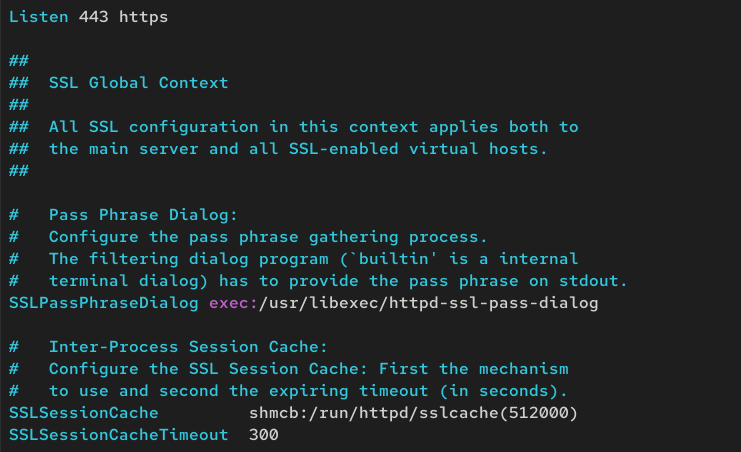 Listen 443 https
##
##  SSL Global Context
##
##  All SSL configuration in this context applies both to
##  the main server and all SSL-enabled virtual hosts.
##
#   Pass Phrase Dialog:
#   Configure the pass phrase gathering process.
#   The filtering dialog program (`builtin' is a internal
#   terminal dialog) has to provide the pass phrase on stdout.
SSLPassPhraseDialog exec:/usr/libexec/httpd-ssl-pass-dialog
#   Inter-Process Session Cache:
#   Configure the SSL Session Cache: First the mechanism
#   to use and second the expiring timeout (in seconds).
SSLSessionCache         shmcb:/run/httpd/sslcache(512000)
SSLSessionCacheTimeout  300